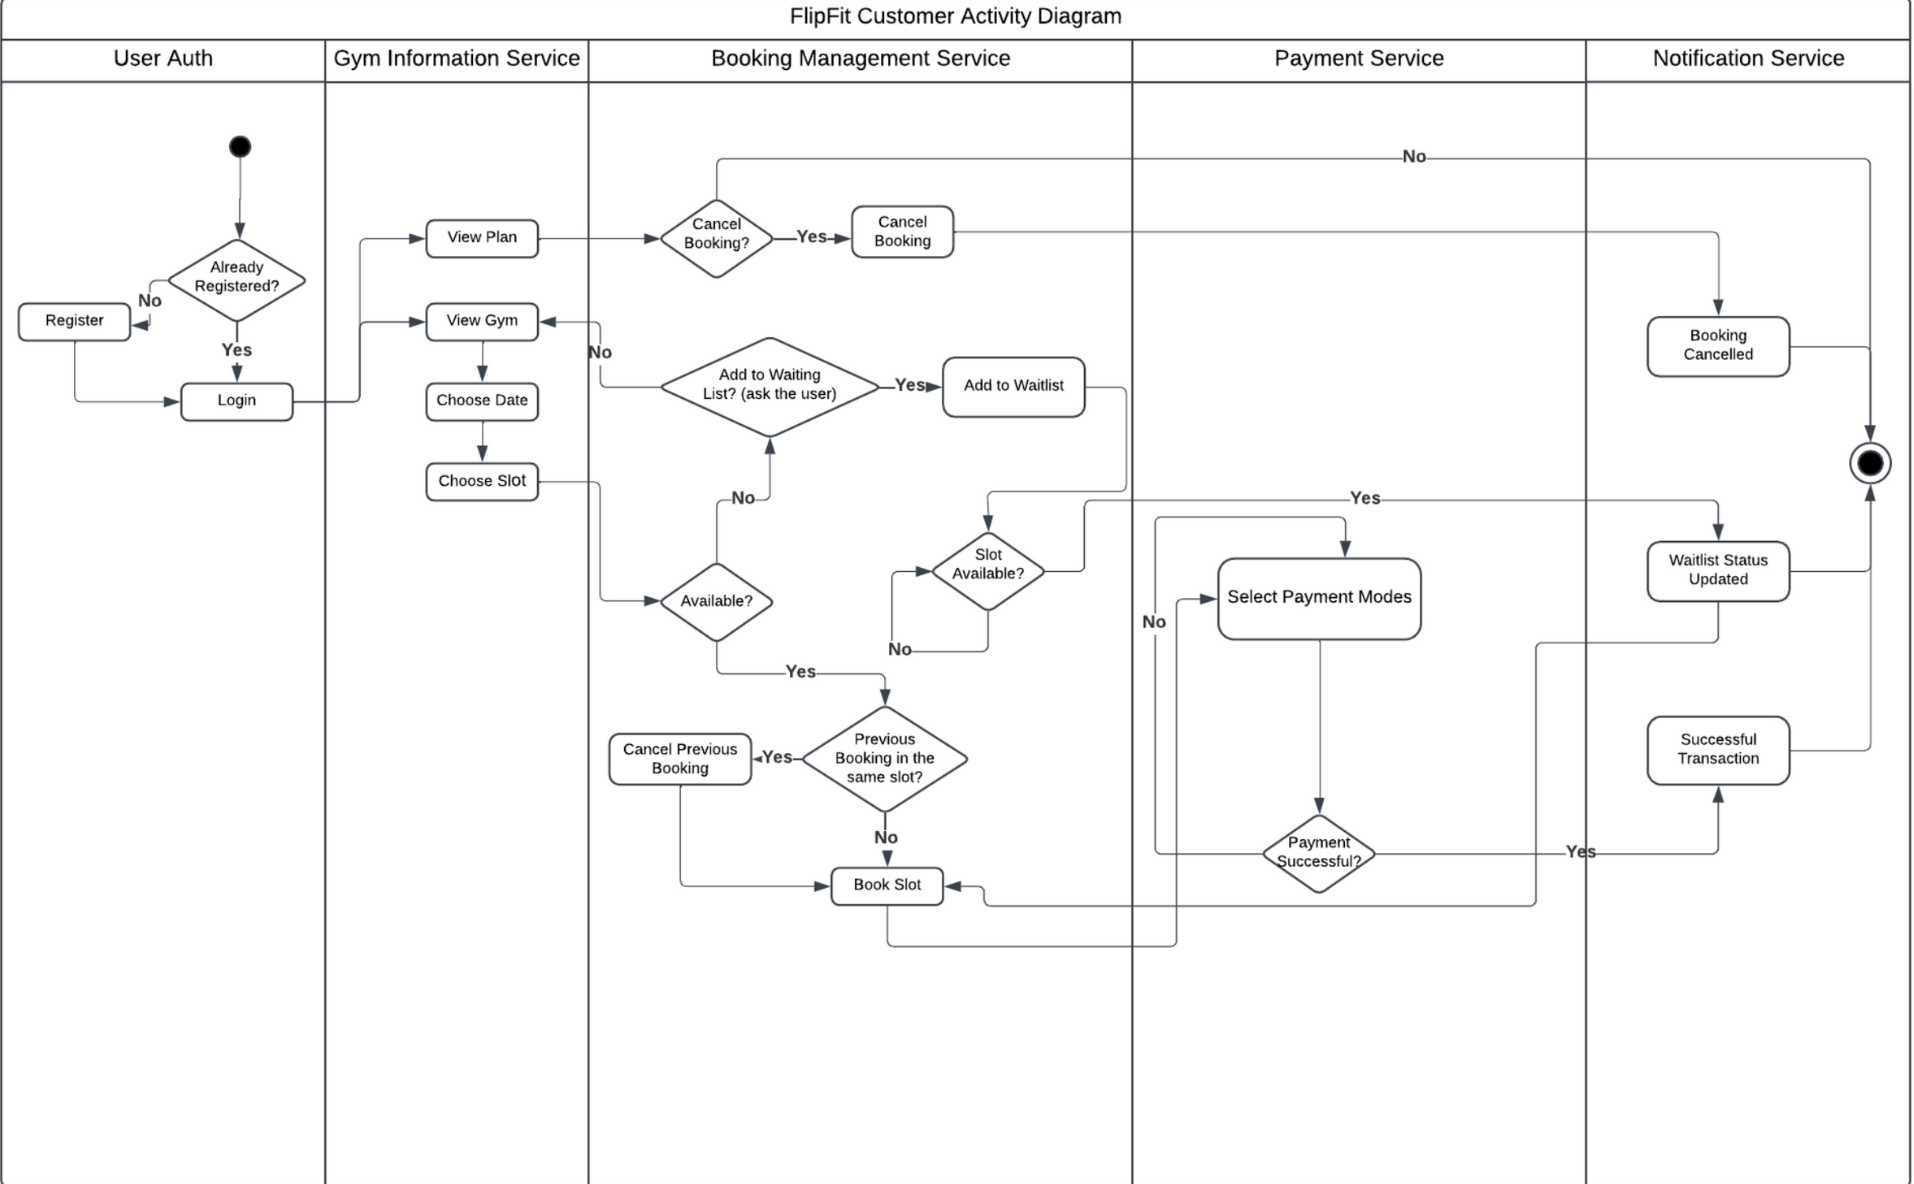 FlipFit Customer Activity Diagram
User Auth
Gym Information Service
Booking Management Service
Payment Service
Notification Service
Already
Registered?
No
Register
Yes
Login
View Plan
View Gym
Choose Date
Choose Slot
No
Cancel
Booking?
Yes
Cancel
Booking
No
Add to Waiting
List? (ask the user)
Yes
Add to Waitlist
No
Available?
Yes
Slot
Available?
No
Yes
Previous
Booking in the
same slot?
Yes
Cancel Previous
Booking
No
Book Slot
Select Payment Modes
No
Payment
Successful?
Yes
Booking
Cancelled
Waitlist Status
Updated
Successful
Transaction